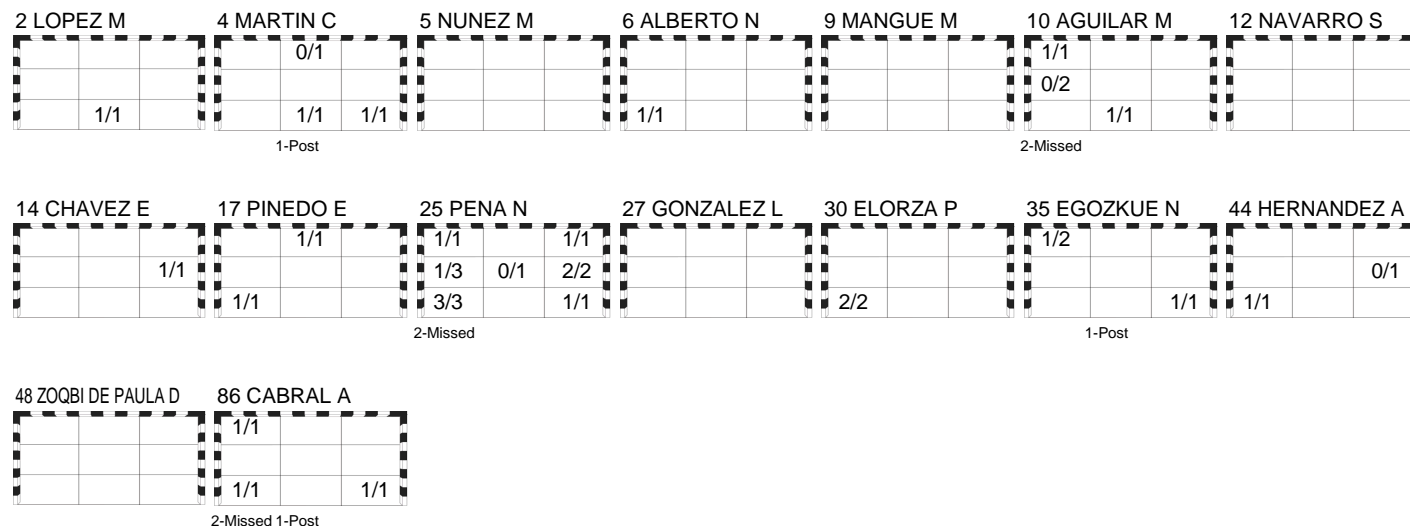 2 LOPEZ M 4 MARTIN C 5 NUNEZ M 6 ALBERTO N 9 MANGUE M 10 AGUILAR M 12 NAVARRO S
0/1 1/1
0/2
1/1 1/1 1/1 1/1 1/1
1-Post 2-Missed
14 CHAVEZ E 17 PINEDO E 25 PENA N 27 GONZALEZ L 30 ELORZA P 35 EGOZKUE N 44 HERNANDEZ A
1/1 1/1 1/1 1/2
1/1 1/3 0/1 2/2 0/1
1/1 3/3 1/1 2/2 1/1 1/1
2-Missed 1-Post
48 ZOQBI DE PAULA D 86 CABRAL A
1/1
1/1 1/1
2-Missed 1-Post